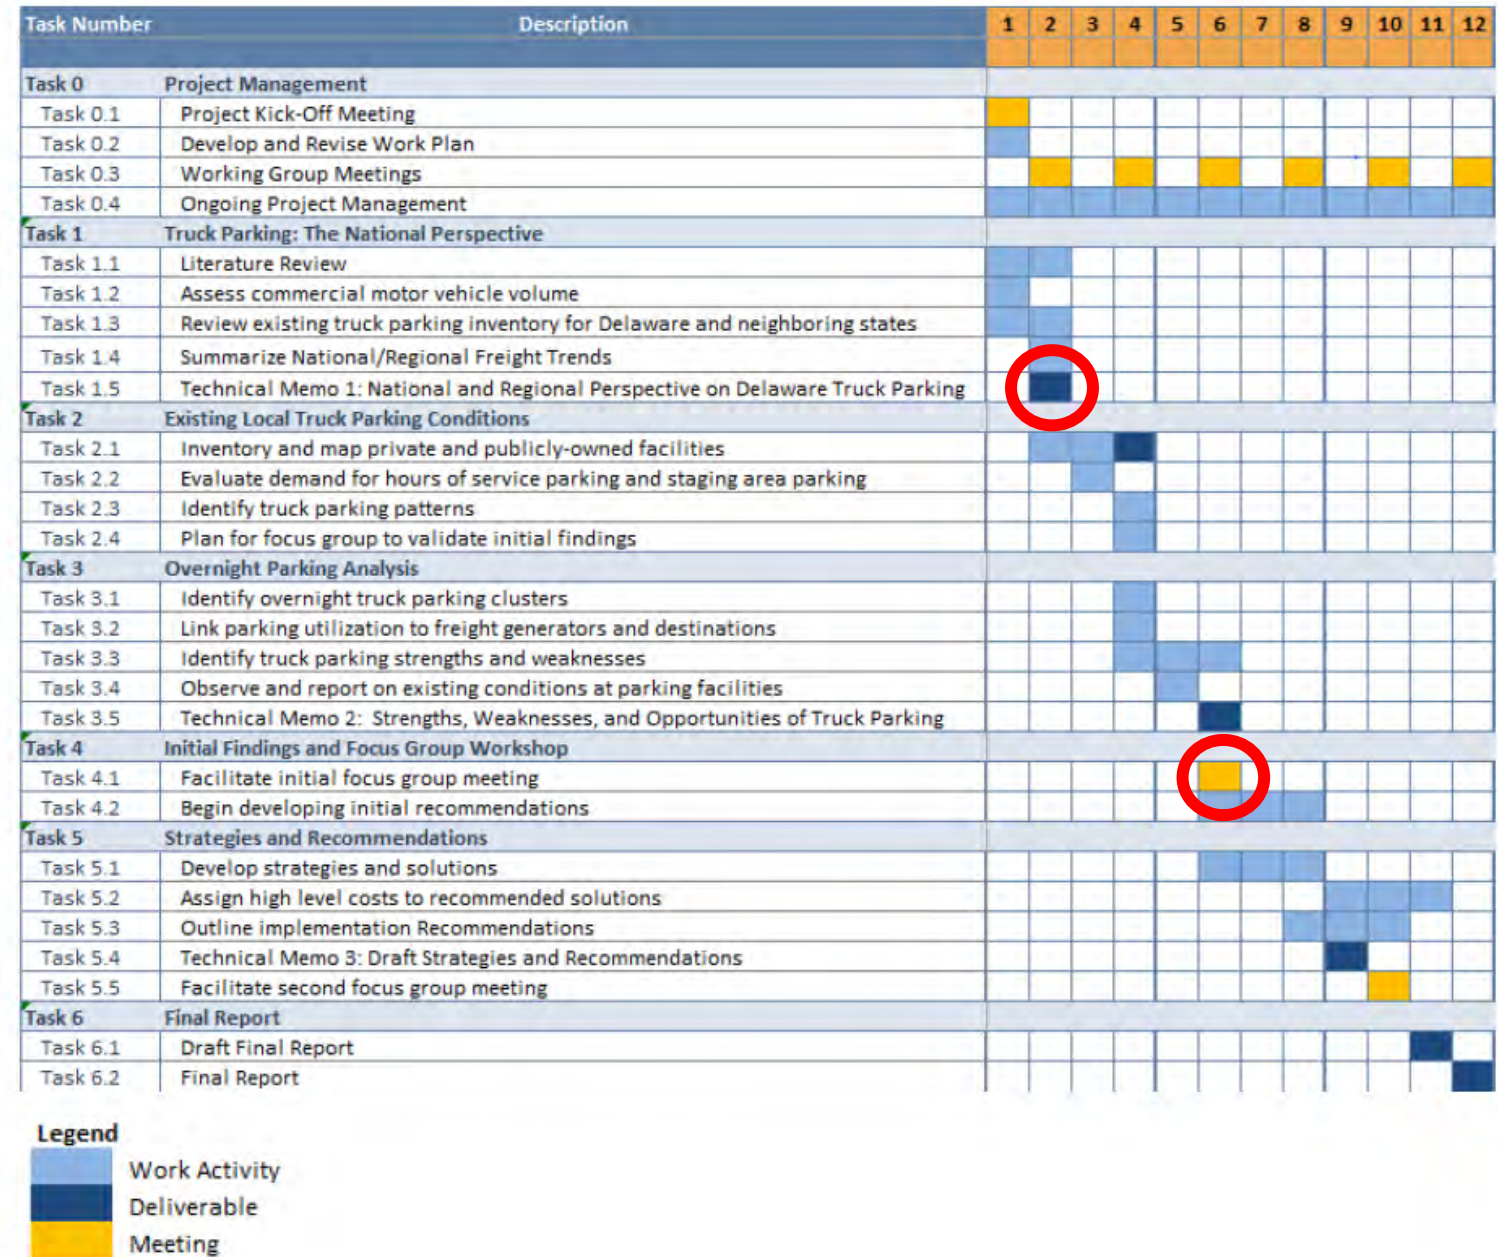 Task Number Description 1 2 3 4 5 6 7 8 9 10 11 12
Task 0 Project Management
Task 0.1 Project Kick-Off Meeting
Task 0.2 Develop and Revise Work Plan
Task 0.3 Working Group Meetings
Task 0.4 Ongoing Project Management
Task 1 Truck Parking: The National Perspective
Task 1.1 Literature Review
Task 1.2 Assess commercial motor vehicle volume
Task 1.3 Review existing truck parking inventory for Delaware and neighboring states
Task 1.4 Summarize National/Regional Freight Trends
Task 1.5 Technical Memo 1: National and Regional Perspective on Delaware Truck Parking
Task 2 Existing Local Truck Parking Conditions
Task 2.1 Inventory and map private and publicly-owned facilities
Task 2.2 Evaluate demand for hours of service parking and staging area parking
Task 2.3 Identify truck parking patterns
Task 2.4 Plan for focus group to validate initial findings
Task 3 Overnight Parking Analysis
Task 3.1 Identify overnight truck parking clusters
Task 3.2 Link parking utilization to freight generators and destinations
Task 3.3 Identify truck parking strengths and weaknesses
Task 3.4 Observe and report on existing conditions at parking facilities
Task 3.5 Technical Memo 2: Strengths, Weaknesses, and Opportunities of Truck Parking
Task 4 Initial Findings and Focus Group Workshop
Task 4.1 Facilitate initial focus group meeting
Task 4.2 Begin developing initial recommendations
Task 5 Strategies and Recommendations
Task 5.1 Develop strategies and solutions
Task 5.2 Assign high level costs to recommended solutions
Task 5.3 Outline implementation Recommendations
Task 5.4 Technical Memo 3: Draft Strategies and Recommendations
Task 5.5 Facilitate second focus group meeting
Task 6 Final Report
Task 6.1 Draft Final Report
Task 6.2 Final Report
Legend
Work Activity
Deliverable
Meeting